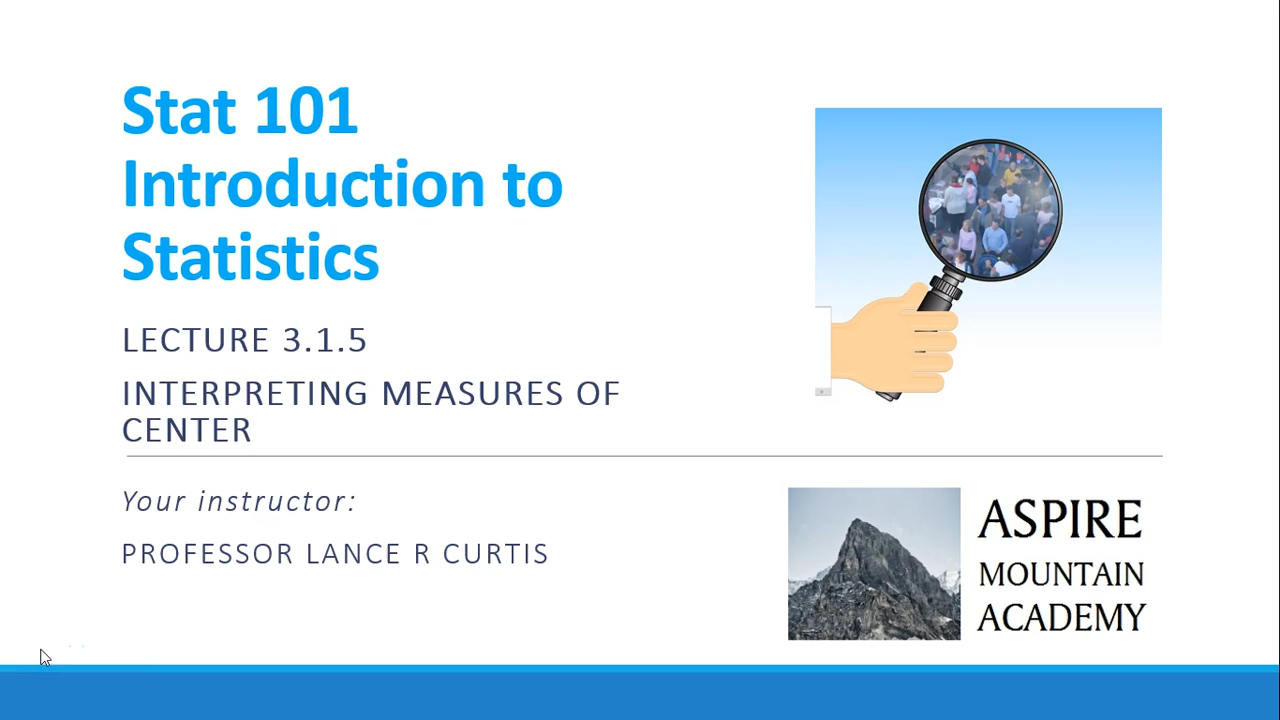 Stat 101
Introduction to
Statistics
LECTURE 3.1.5
INTERPRETING MEASURES OF
CENTER
Your instructor:
PROFESSOR LANCE R CURTIS
ASPIRE
MOUNTAIN
ACADEMY